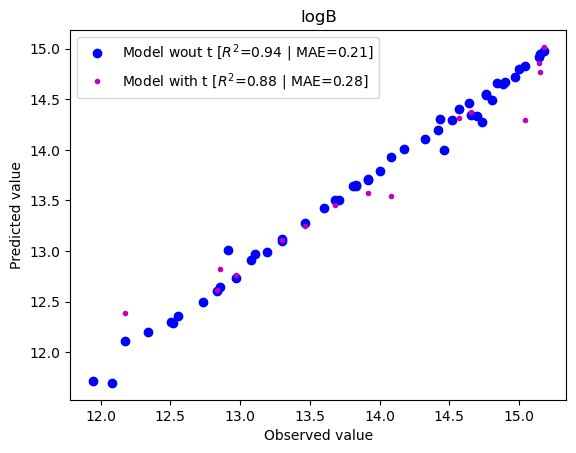 logB
Model wout t [$R^2$=0.94 | MAE=0.21]
Model with t [$R^2$=0.88 | MAE=0.28]
Predicted value
15.0
14.5
14.0
13.5
13.0
12.5
12.0
12.0 12.5 13.0 13.5 14.0 14.5 15.0
Observed value